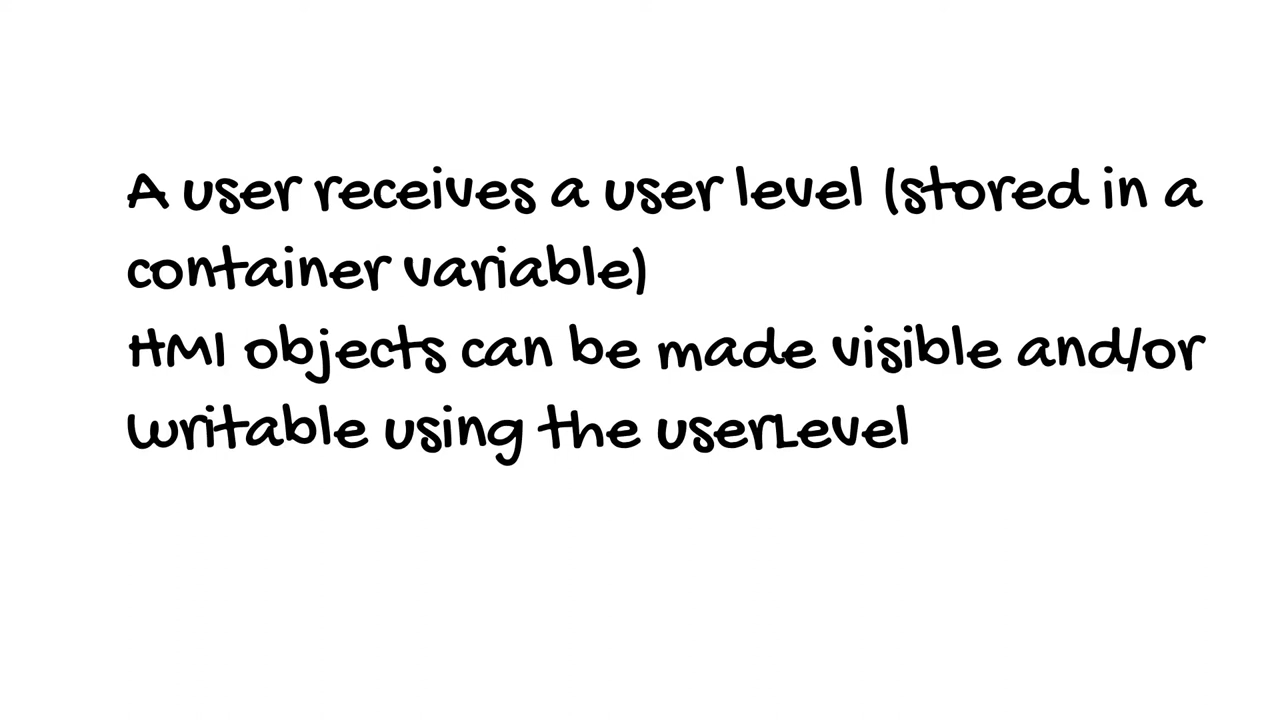 A user receives a user level (stored in a
container variable)
HMI objects can be made visible and/or
writable using the userLevel